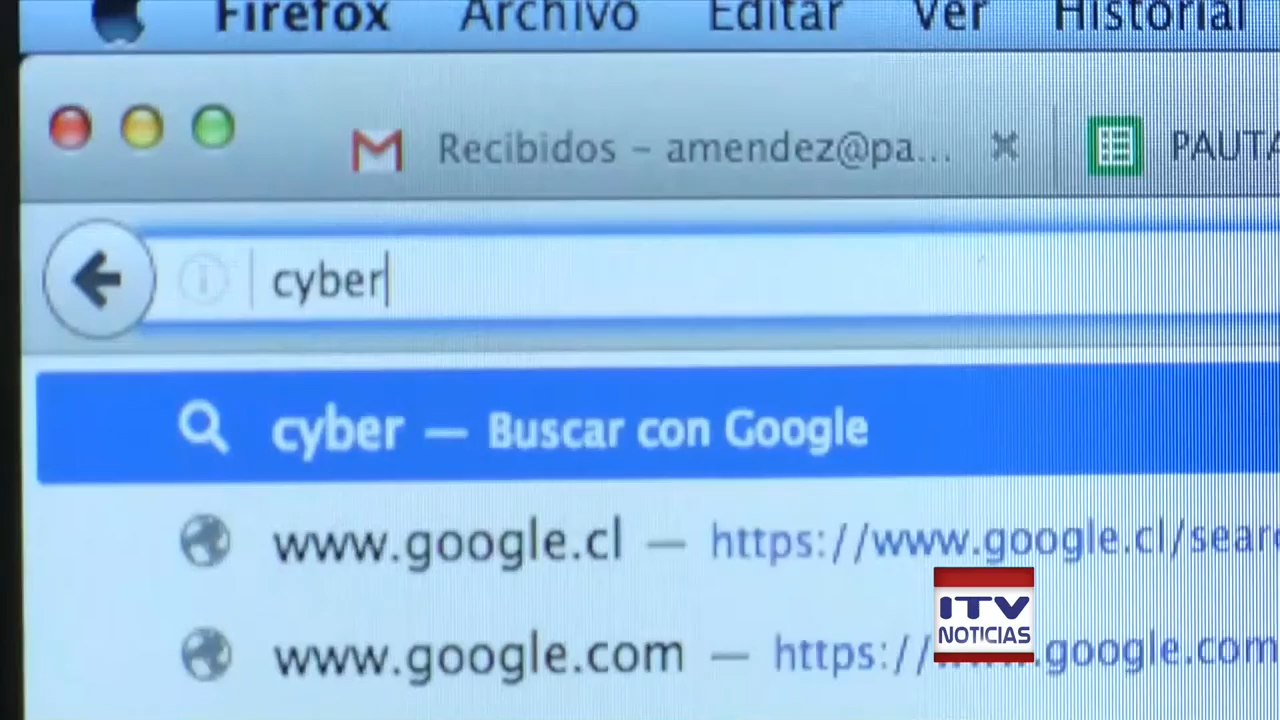 Firefox Archivo Editar Ver Historial
Recibidos – amendez@pa... PAUTA
cyber
cyber — Buscar con Google
www.google.cl — https://www.google.cl/sear
www.google.com — https:// .google.com
ITV
NOTICIAS